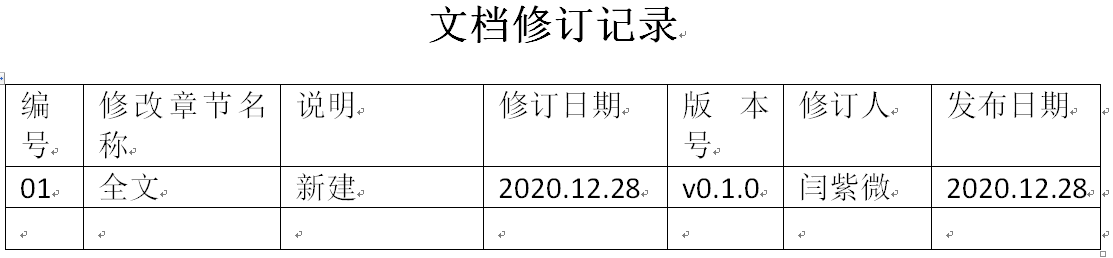 文档修订记录
编号 修改章节名称 说明 修订日期 版本号 修订人 发布日期
01 全文 新建 2020.12.28 v0.1.0 闫紫微 2020.12.28